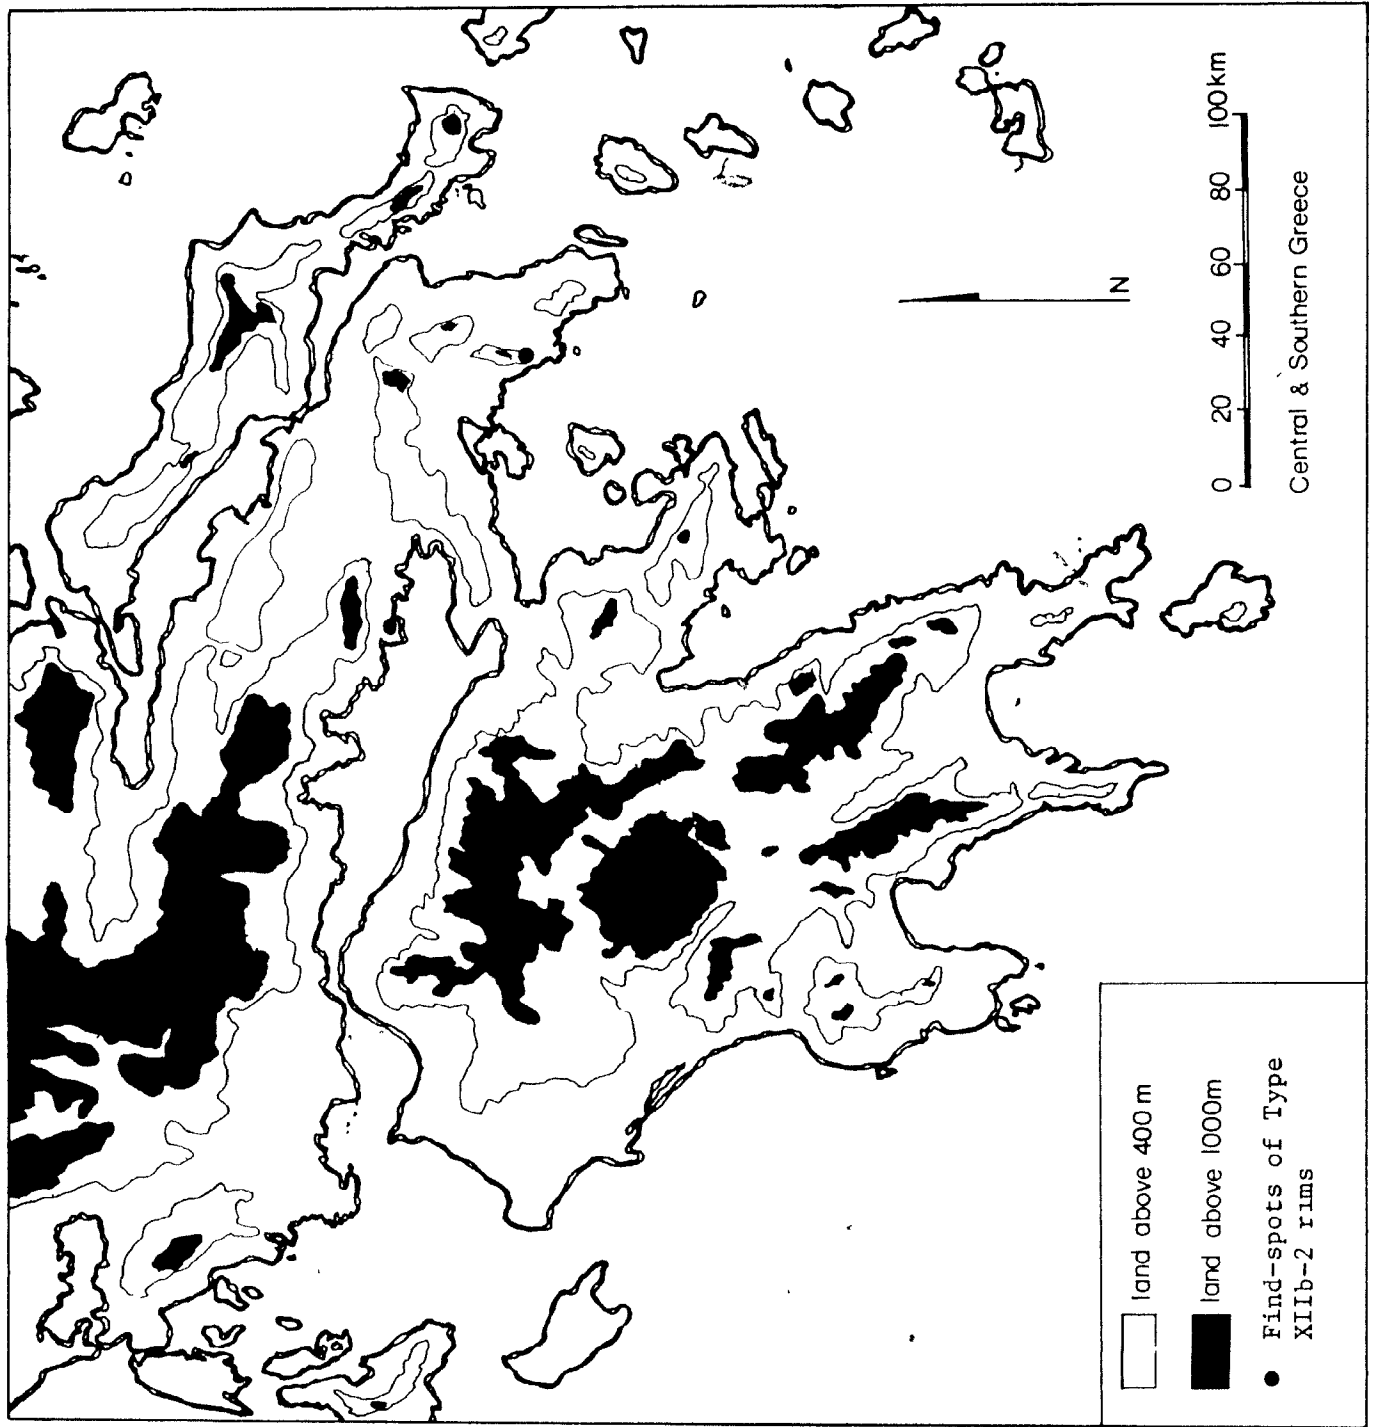 land above 400m
land above 1000m
Find-spots of Type
XIIb-2 rims
N
0 20 40 60 80 100km
Central & Southern Greece